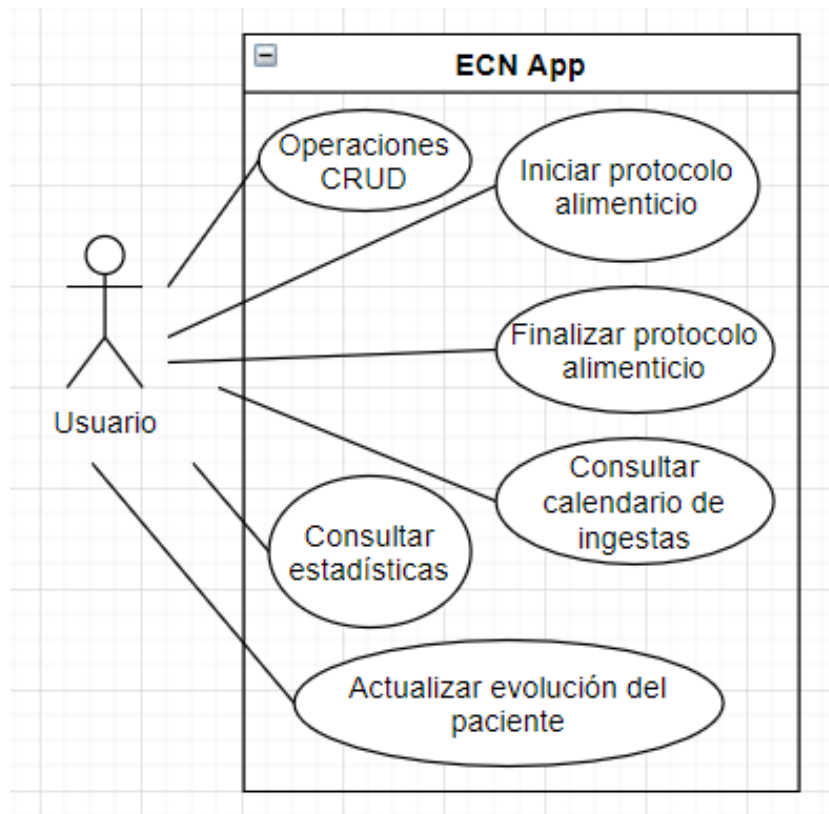 ECN App
Operaciones
CRUD
Iniciar protocolo
alimenticio
Finalizar protocolo
alimenticio
Usuario
Consultar
calendario de
ingestas
Consultar
estadísticas
Actualizar evolución del
paciente